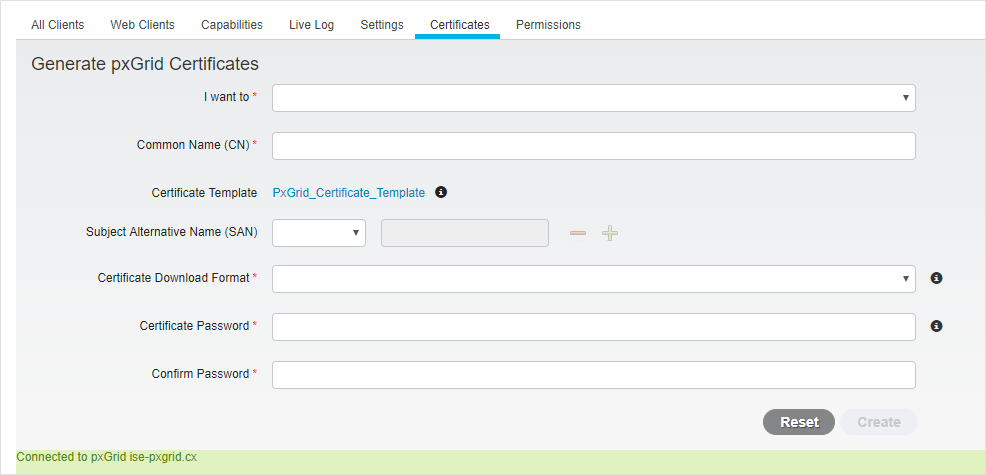 All Clients Web Clients Capabilities Live Log Settings Certificates Permissions
Generate pxGrid Certificates
I want to *
Common Name (CN) *
Certificate Template PxGrid_Certificate_Template
Subject Alternative Name (SAN)
Certificate Download Format *
Certificate Password *
Confirm Password *
Reset Create
Connected to pxGrid ise-pxgrid.cx